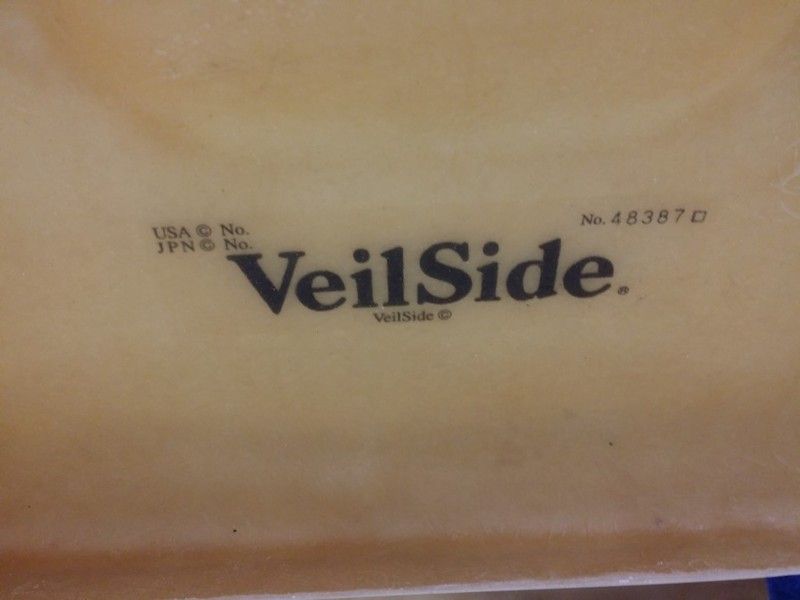 USA © No.
JPN © No.
No. 48387
VeilSide®
VeilSide ©